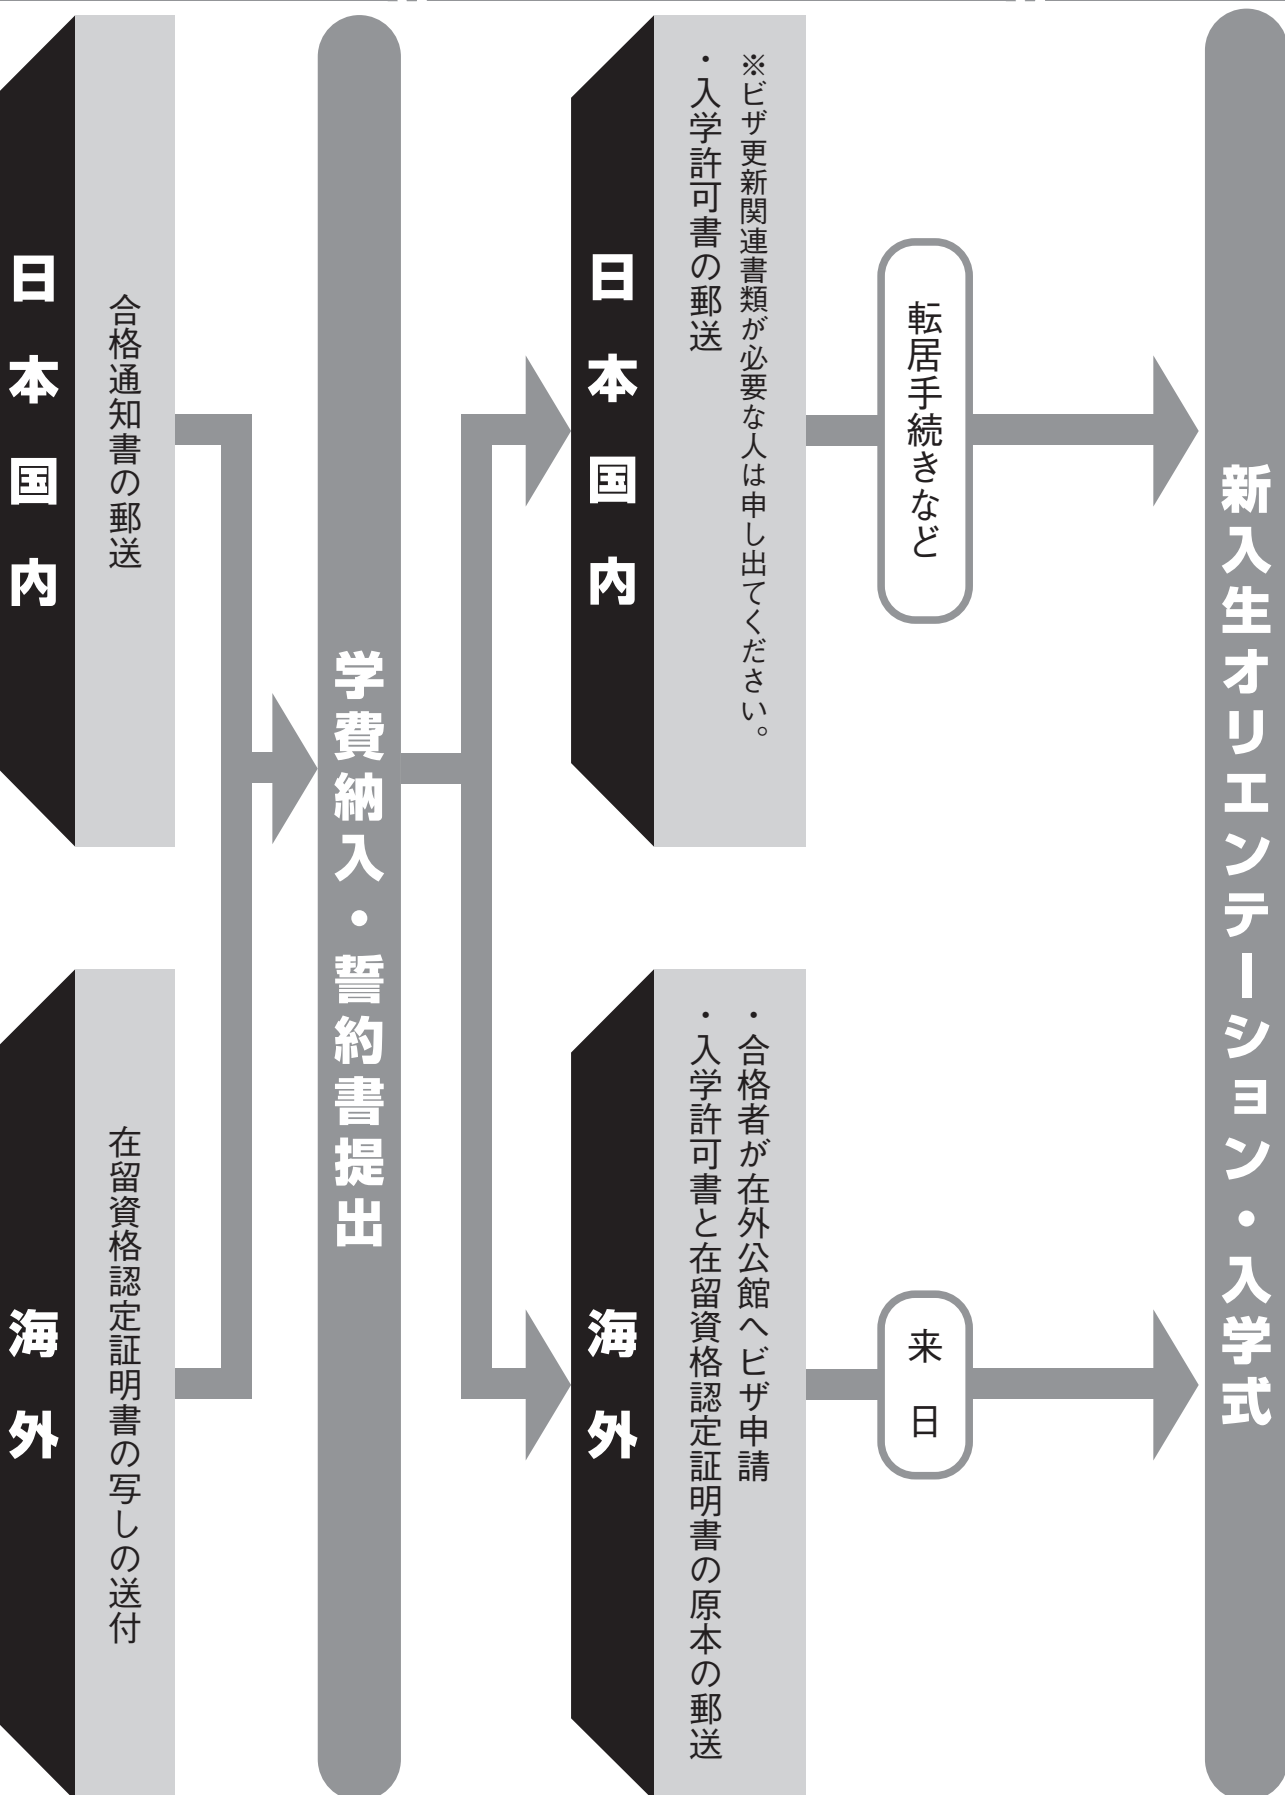 日本国内
合格通知書の郵送
海外
在留資格認定証明書の写しの送付
学費納入・誓約書提出
日本国内
・入学許可書の郵送
※ビザ更新関連書類が必要な人は申し出てください。
海外
・入学許可書と在留資格認定証明書の原本の郵送
・合格者が在外公館へビザ申請
転居手続きなど
来日
新入生オリエンテーション・入学式